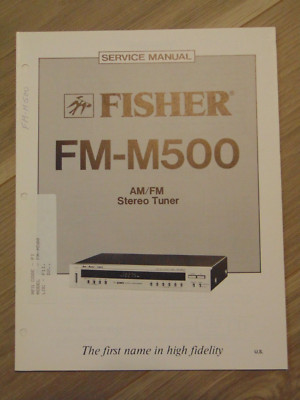 SERVICE MANUAL
FISHER
FM-M500
AM/FM
Stereo Tuner
The first name in high fidelity
U.S.